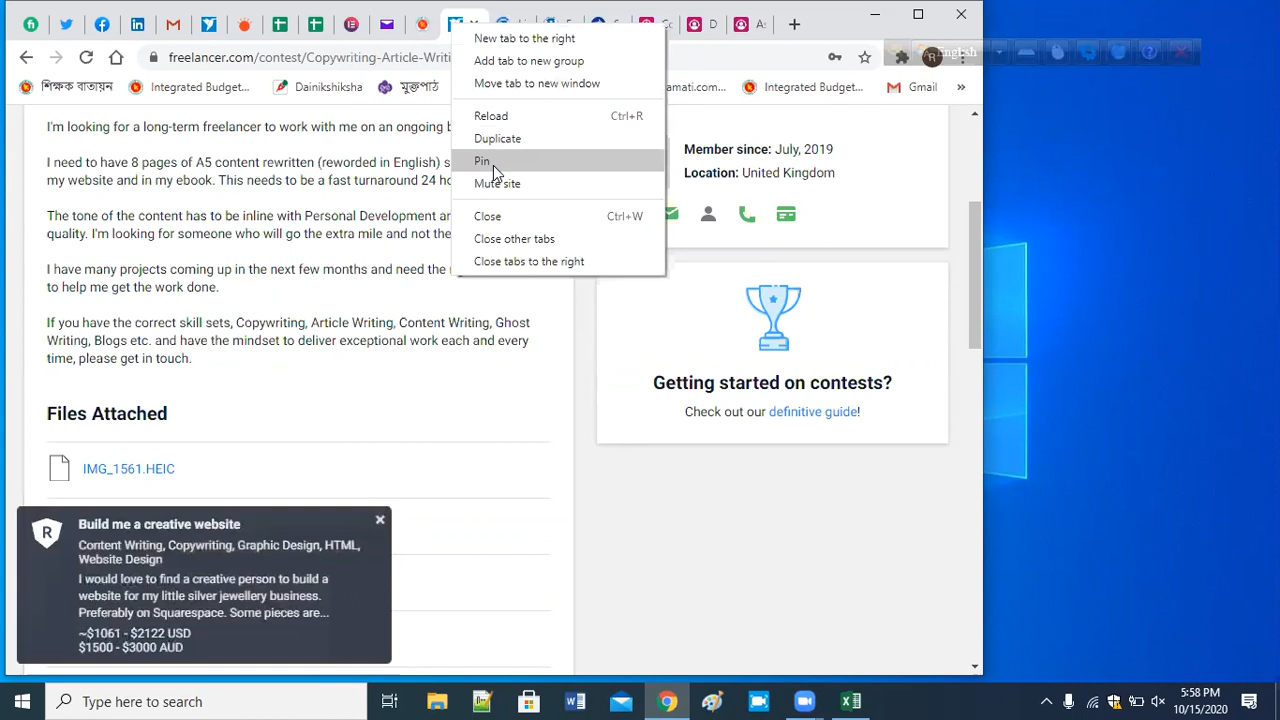 New tab to the right
Add tab to new group
Move tab to new window
Reload Ctrl+R
Duplicate
Pin
Mute site
Close Ctrl+W
Close other tabs
Close tabs to the right
freelancer.com/contest/Copywriting-Article-Writi
English
শিক্ষক বাতায়ন
Integrated Budget...
Dainikshiksha
মুক্তপাঠ
amati.com...
Integrated Budget...
Gmail
I'm looking for a long-term freelancer to work with me on an ongoing b
I need to have 8 pages of A5 content rewritten (reworded in English) s
my website and in my ebook. This needs to be a fast turnaround 24 ho
The tone of the content has to be inline with Personal Development an
quality. I'm looking for someone who will go the extra mile and not the
I have many projects coming up in the next few months and need the
to help me get the work done.
If you have the correct skill sets, Copywriting, Article Writing, Content Writing, Ghost
Writing, Blogs etc. and have the mindset to deliver exceptional work each and every
time, please get in touch.
Files Attached
IMG_1561.HEIC
Member since: July, 2019
Location: United Kingdom
Getting started on contests?
Check out our definitive guide!
R
Build me a creative website
Content Writing, Copywriting, Graphic Design, HTML,
Website Design
I would love to find a creative person to build a
website for my little silver jewellery business.
Preferably on Squarespace. Some pieces are...
~$1061 - $2122 USD
$1500 - $3000 AUD
Type here to search
5:58 PM
10/15/2020